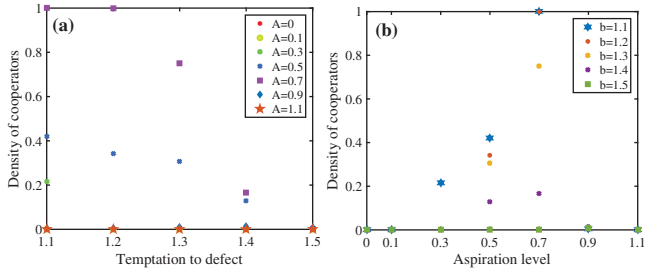 (a)
A=0
A=0.1
A=0.3
A=0.5
A=0.7
A=0.9
A=1.1
Density of cooperators
1
0.8
0.6
0.4
0.2
0
1.1 1.2 1.3 1.4 1.5
Temptation to defect
(b)
b=1.1
b=1.2
b=1.3
b=1.4
b=1.5
Density of cooperators
1
0.8
0.6
0.4
0.2
0
0 0.1 0.3 0.5 0.7 0.9 1.1
Aspiration level